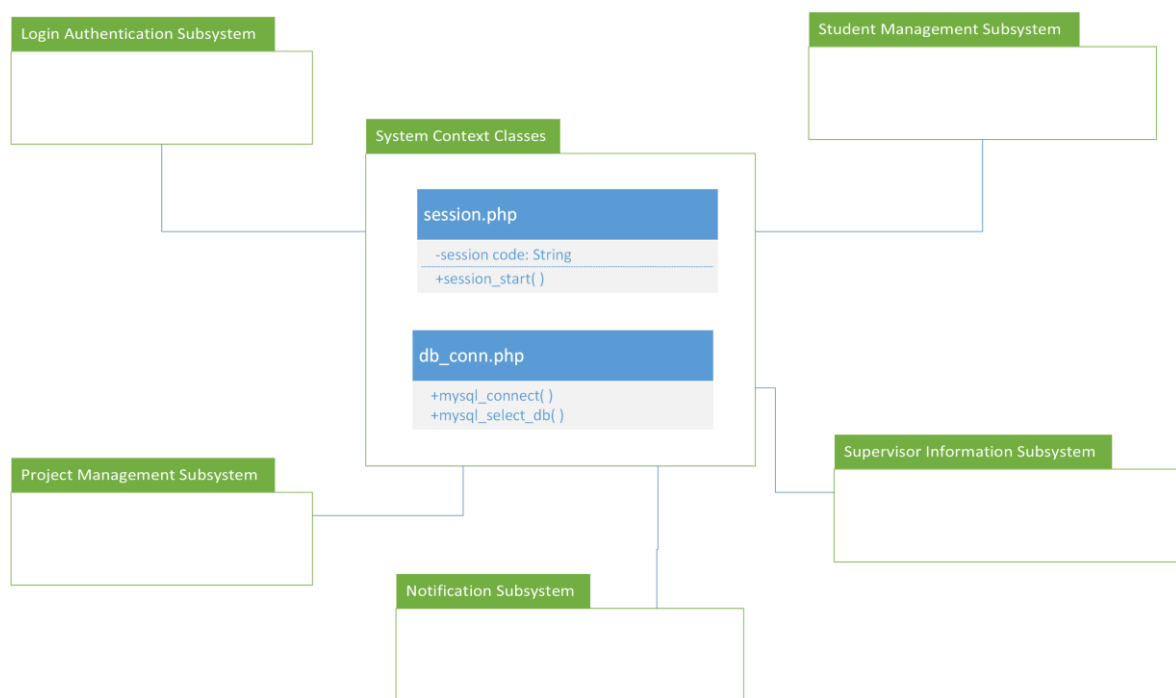 Login Authentication Subsystem
Student Management Subsystem
System Context Classes
session.php
-session code: String
+session_start( )
db_conn.php
+mysql_connect( )
+mysql_select_db( )
Project Management Subsystem
Supervisor Information Subsystem
Notification Subsystem